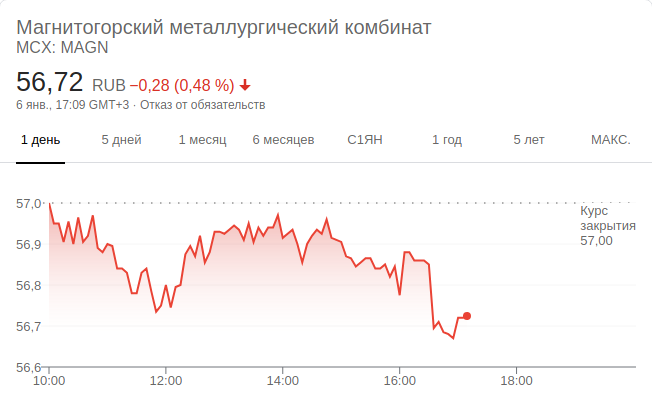 Магнитогорский металлургический комбинат
MCX: MAGN
56,72 RUB −0,28 (0,48 %)
6 янв., 17:09 GMT+3 · Отказ от обязательств
1 день 5 дней 1 месяц 6 месяцев С1ЯН 1 год 5 лет МАКС.
57,0
Курс
закрытия
57,00
56,9
56,8
56,7
56,6
10:00 12:00 14:00 16:00 18:00